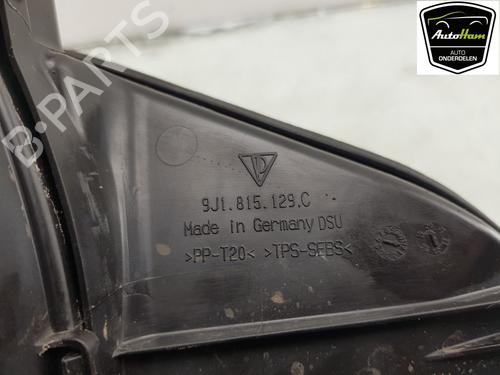 AutoHam
AUTO
ONDERDELEN
B-PARTS
9J1.815.129.C
Made in Germany DSU
>PP-T20< >TPS-SEBS<